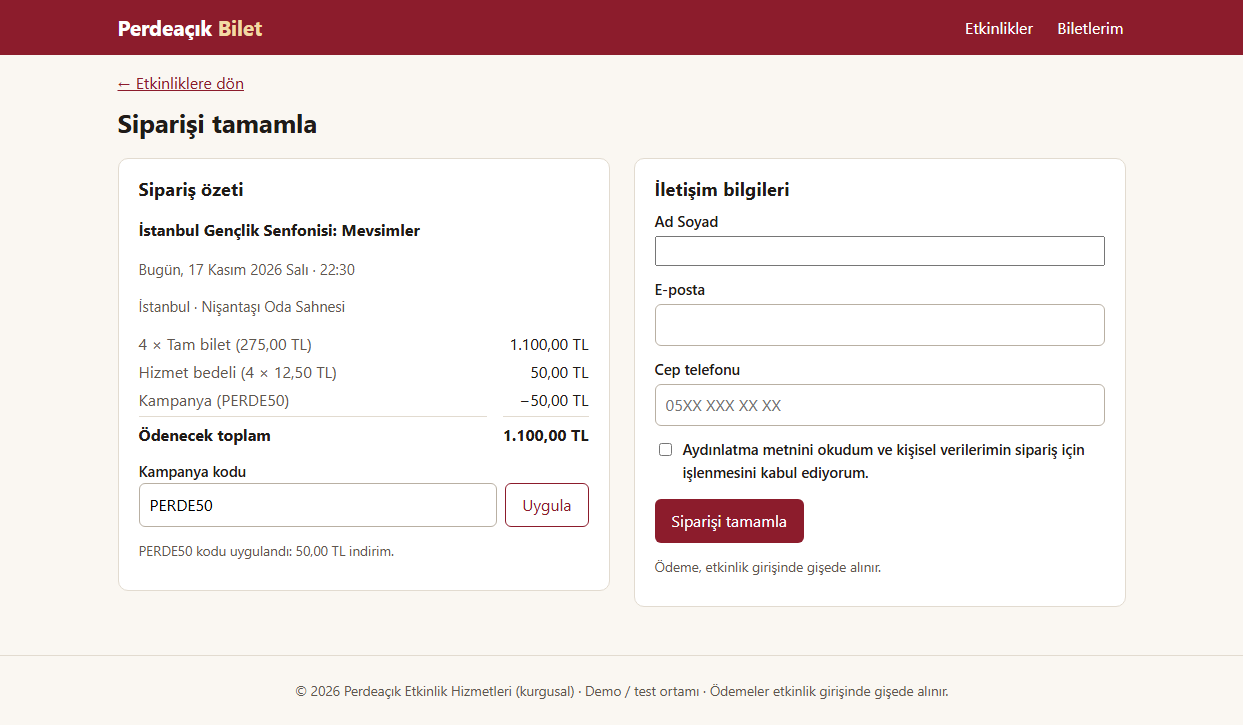 Perdeaçık Bilet
Etkinlikler
Biletlerim
← Etkinliklere dön
Siparişi tamamla
Sipariş özeti
İstanbul Gençlik Senfonisi: Mevsimler
Bugün, 17 Kasım 2026 Salı · 22:30
İstanbul · Nişantaşı Oda Sahnesi
4 × Tam bilet (275,00 TL) 1.100,00 TL
Hizmet bedeli (4 × 12,50 TL) 50,00 TL
Kampanya (PERDE50) −50,00 TL
Ödenecek toplam 1.100,00 TL
Kampanya kodu
PERDE50
Uygula
PERDE50 kodu uygulandı: 50,00 TL indirim.
İletişim bilgileri
Ad Soyad
E-posta
Cep telefonu
05XX XXX XX XX
Aydınlatma metnini okudum ve kişisel verilerimin sipariş için
işlenmesini kabul ediyorum.
Siparişi tamamla
Ödeme, etkinlik girişinde gişede alınır.
© 2026 Perdeaçık Etkinlik Hizmetleri (kurgusal) · Demo / test ortamı · Ödemeler etkinlik girişinde gişede alınır.